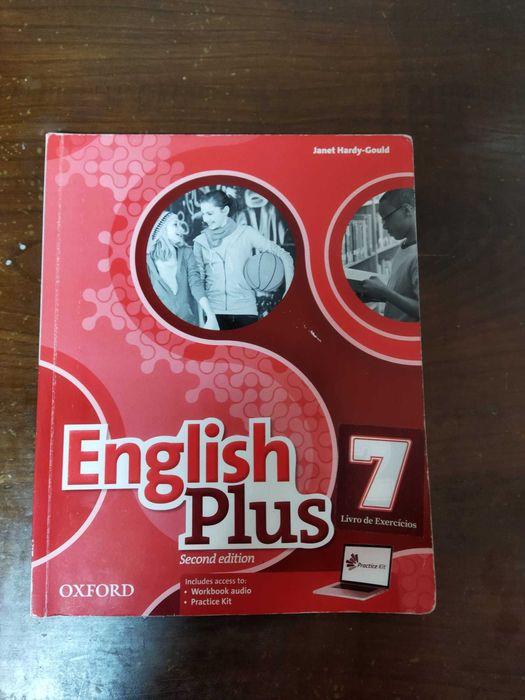 Janet Hardy-Gould
English
Plus
7
Livro de Exercícios
Second edition
Practice Kit
Includes access to:
• Workbook audio
• Practice Kit
OXFORD